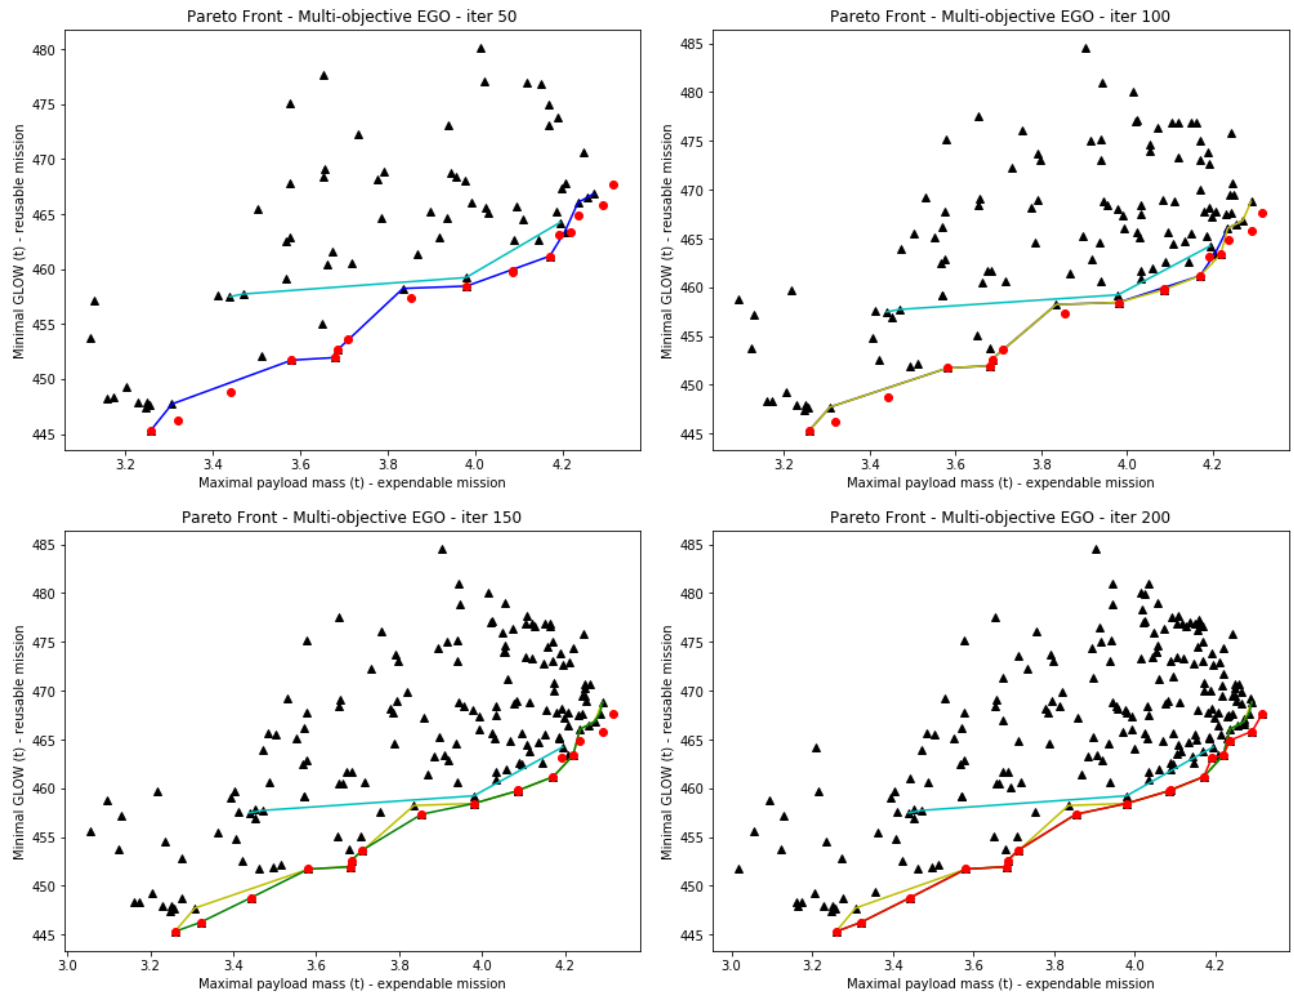 Pareto Front - Multi-objective EGO - iter 50
Minimal GLOW (t) - reusable mission
480
475
470
465
460
455
450
445
3.2 3.4 3.6 3.8 4.0 4.2
Maximal payload mass (t) - expendable mission
Pareto Front - Multi-objective EGO - iter 100
Minimal GLOW (t) - reusable mission
485
480
475
470
465
460
455
450
445
3.2 3.4 3.6 3.8 4.0 4.2
Maximal payload mass (t) - expendable mission
Pareto Front - Multi-objective EGO - iter 150
Minimal GLOW (t) - reusable mission
485
480
475
470
465
460
455
450
445
3.0 3.2 3.4 3.6 3.8 4.0 4.2
Maximal payload mass (t) - expendable mission
Pareto Front - Multi-objective EGO - iter 200
Minimal GLOW (t) - reusable mission
485
480
475
470
465
460
455
450
445
3.0 3.2 3.4 3.6 3.8 4.0 4.2
Maximal payload mass (t) - expendable mission